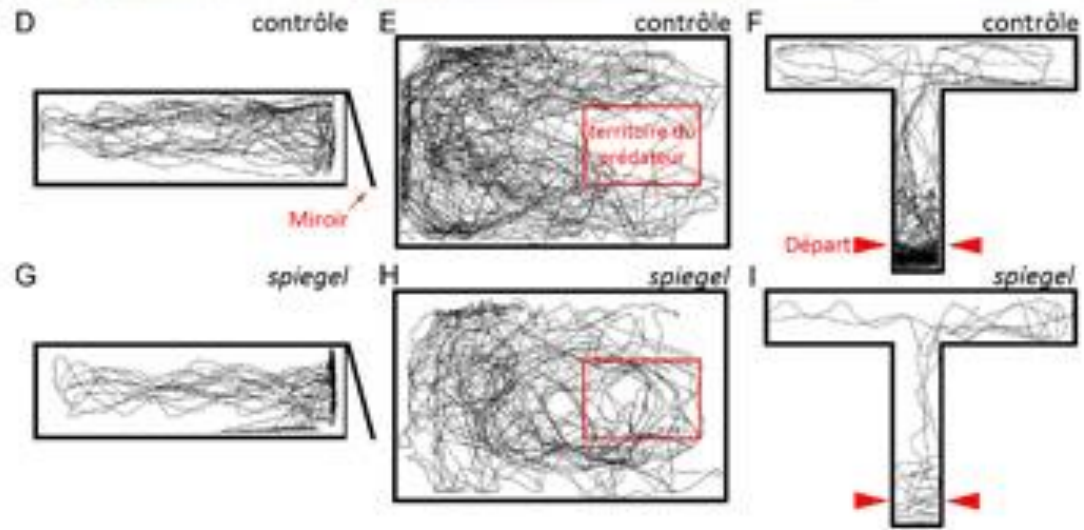 D contrôle
E contrôle
F contrôle
territoire du
prédateur
Miroir
Départ
G spiegel
H spiegel
I spiegel